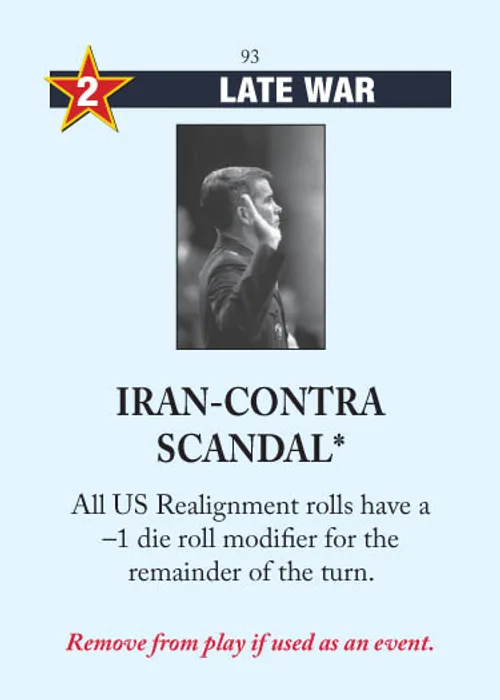 93
2 LATE WAR
IRAN-CONTRA
SCANDAL*
All US Realignment rolls have a
–1 die roll modifier for the
remainder of the turn.
Remove from play if used as an event.